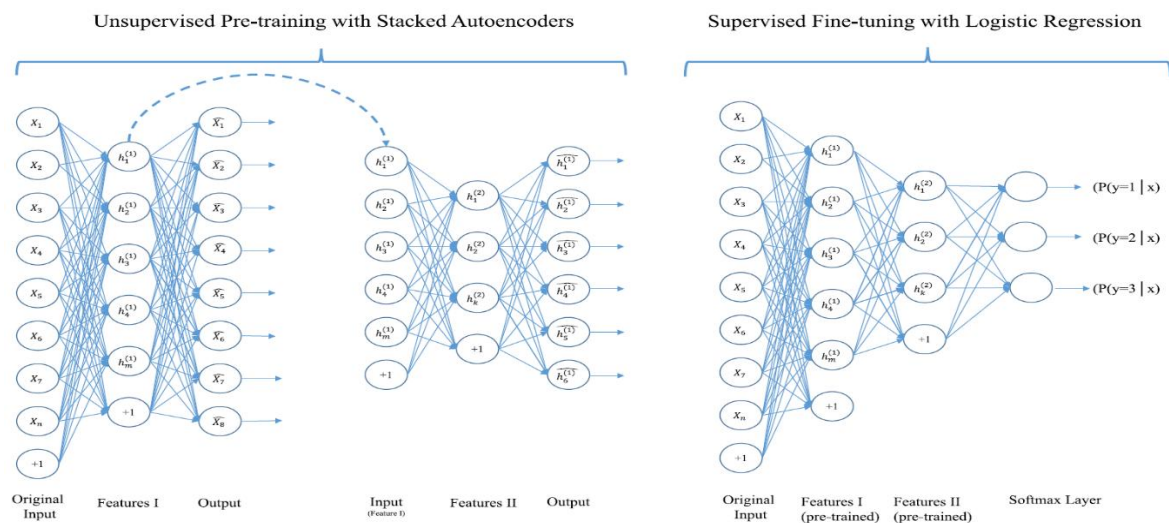 Unsupervised Pre-training with Stacked Autoencoders
Supervised Fine-tuning with Logistic Regression
X₁
X₂
X₃
X₄
X₅
X₆
X₇
Xₙ
+1
h₁⁽¹⁾
h₂⁽¹⁾
h₃⁽¹⁾
h₄⁽¹⁾
hₘ⁽¹⁾
+1
X̂₁
X̂₂
X̂₃
X̂₄
X̂₅
X̂₆
X̂₇
X̂₈
Original
Input
Features I
Output
h₁⁽¹⁾
h₂⁽¹⁾
h₃⁽¹⁾
h₄⁽¹⁾
hₘ⁽¹⁾
+1
h₁⁽²⁾
h₂⁽²⁾
hₖ⁽²⁾
+1
ĥ₁⁽¹⁾
ĥ₂⁽¹⁾
ĥ₃⁽¹⁾
ĥ₄⁽¹⁾
ĥ₅⁽¹⁾
ĥ₆⁽¹⁾
Input
(Feature I)
Features II
Output
X₁
X₂
X₃
X₄
X₅
X₆
X₇
Xₙ
+1
h₁⁽¹⁾
h₂⁽¹⁾
h₃⁽¹⁾
h₄⁽¹⁾
hₘ⁽¹⁾
+1
h₁⁽²⁾
h₂⁽²⁾
hₖ⁽²⁾
+1
(P(y=1 | x)
(P(y=2 | x)
(P(y=3 | x)
Original
Input
Features I
(pre-trained)
Features II
(pre-trained)
Softmax Layer